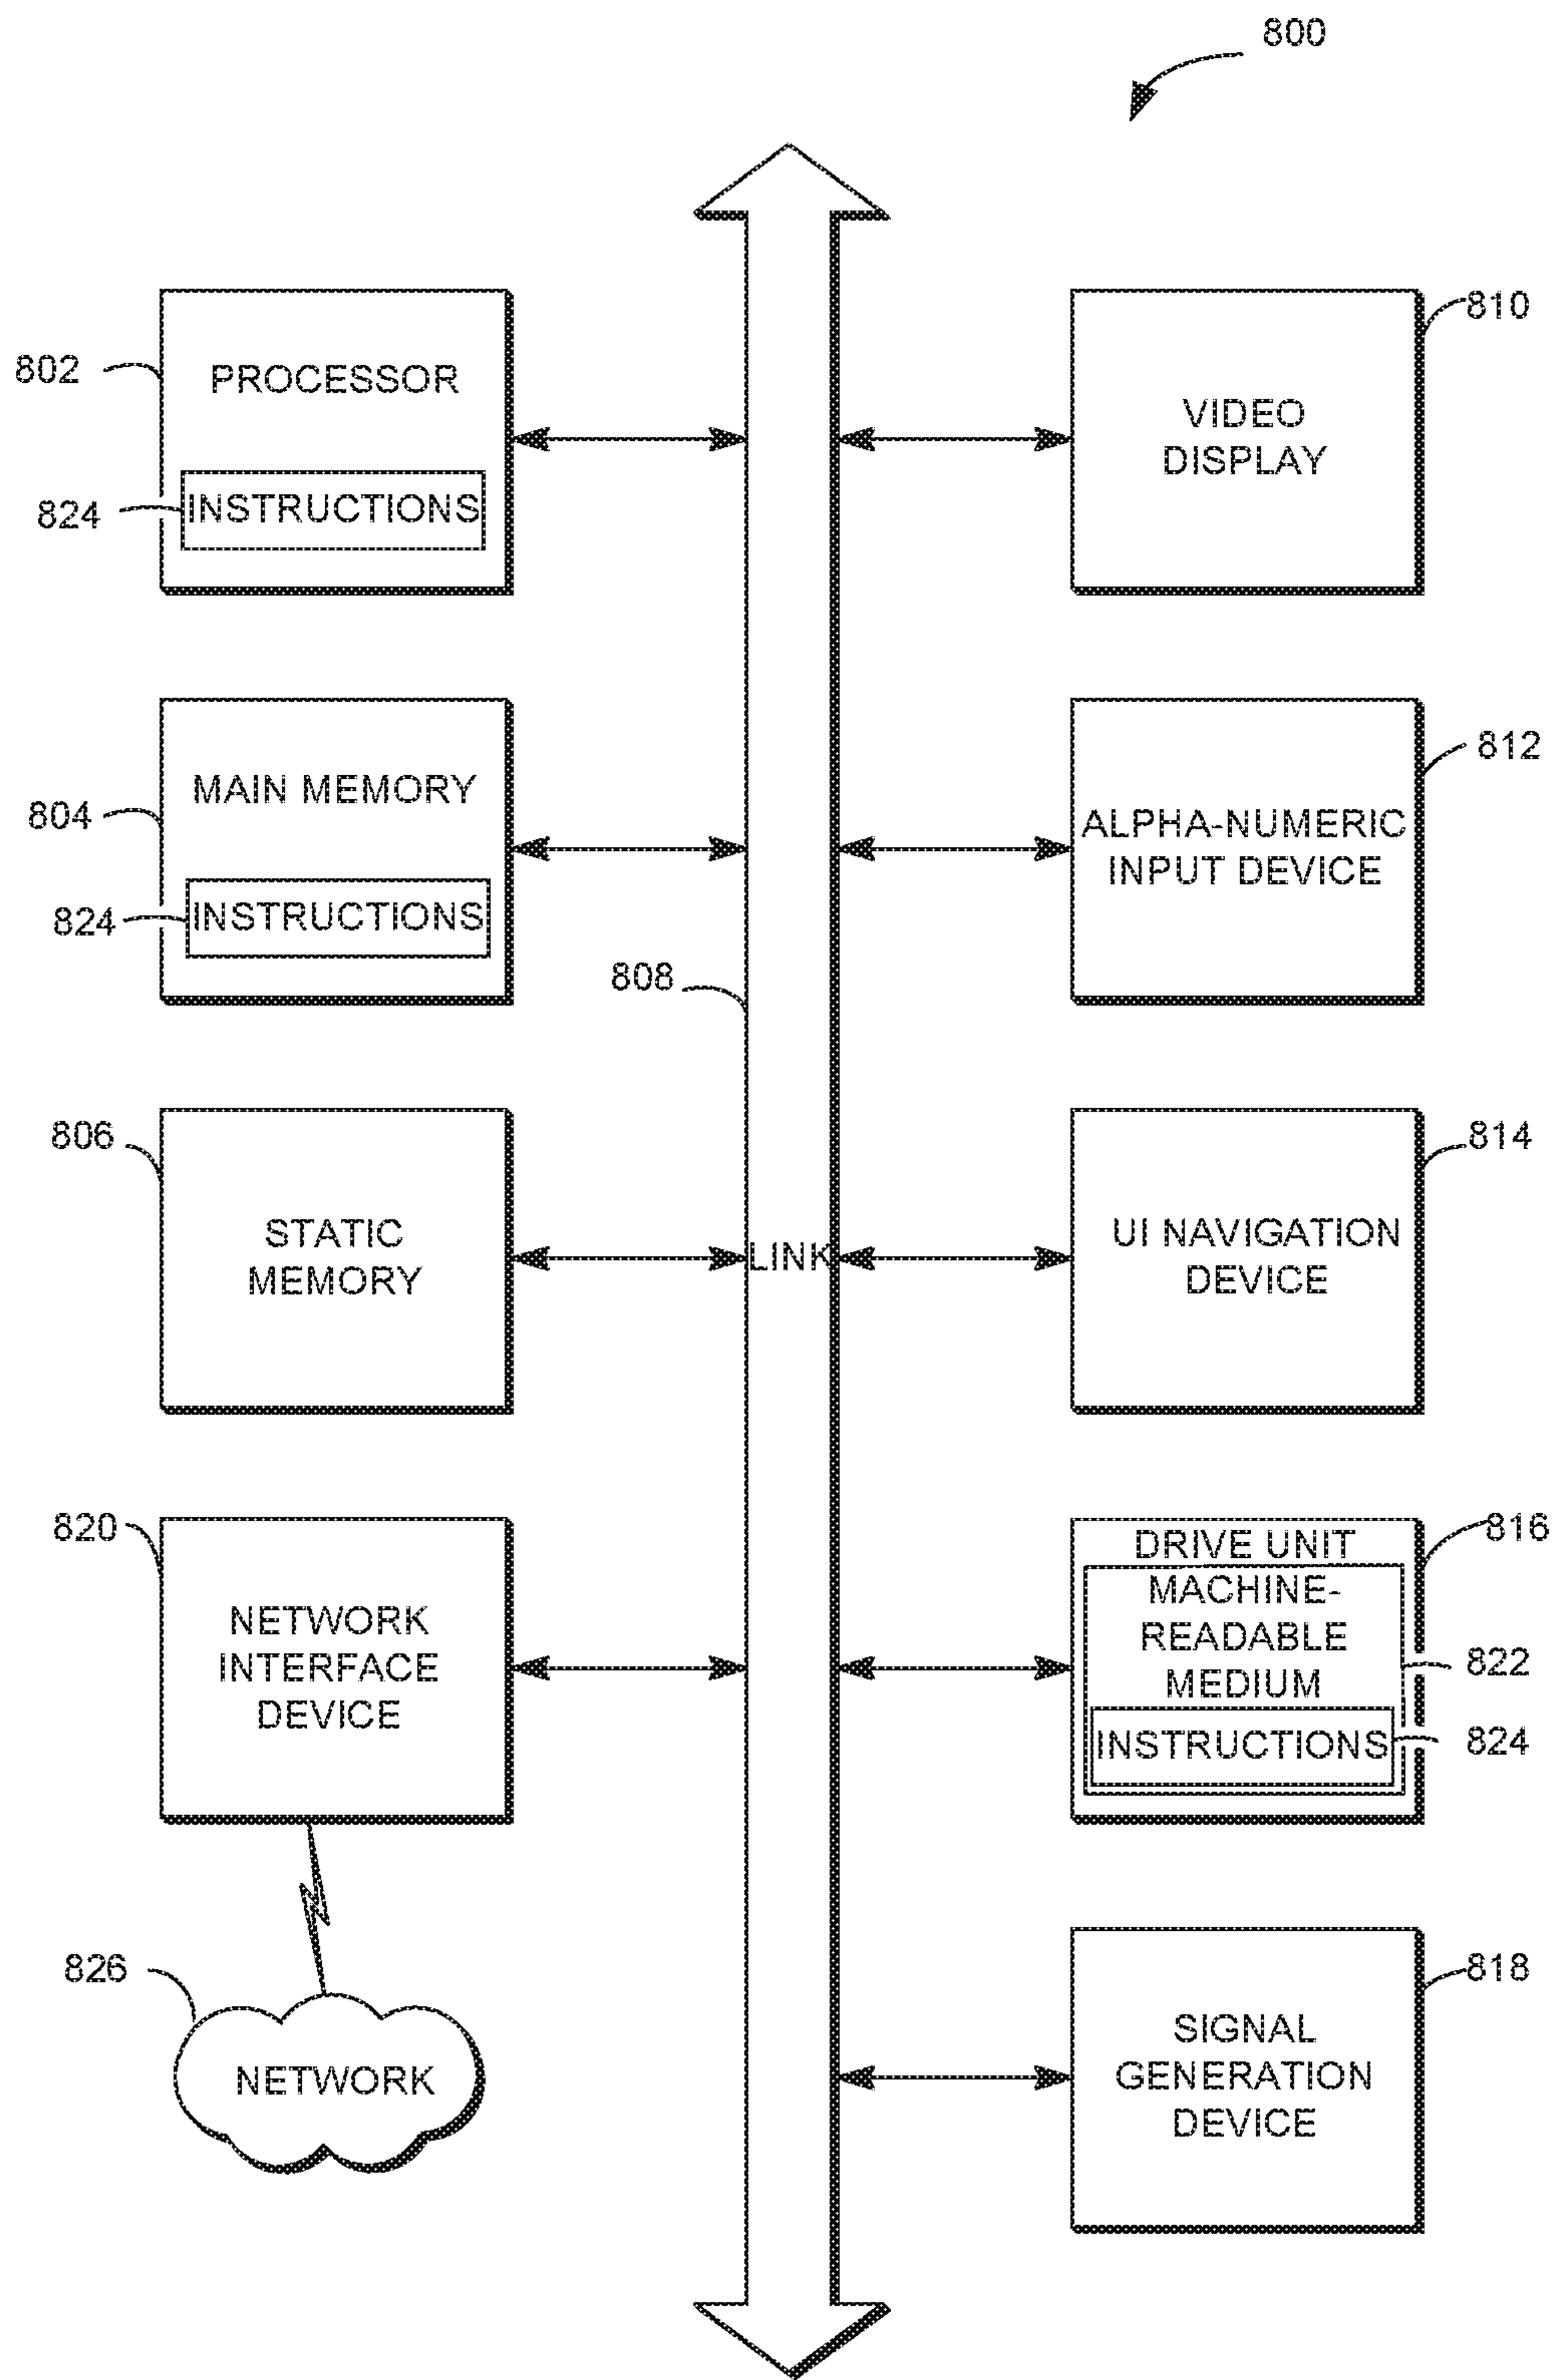 800
802
PROCESSOR
824
INSTRUCTIONS
804
MAIN MEMORY
824
INSTRUCTIONS
806
STATIC
MEMORY
820
NETWORK
INTERFACE
DEVICE
826
NETWORK
808
LINK
810
VIDEO
DISPLAY
812
ALPHA-NUMERIC
INPUT DEVICE
814
UI NAVIGATION
DEVICE
816
DRIVE UNIT
MACHINE-
READABLE
MEDIUM
822
INSTRUCTIONS
824
818
SIGNAL
GENERATION
DEVICE